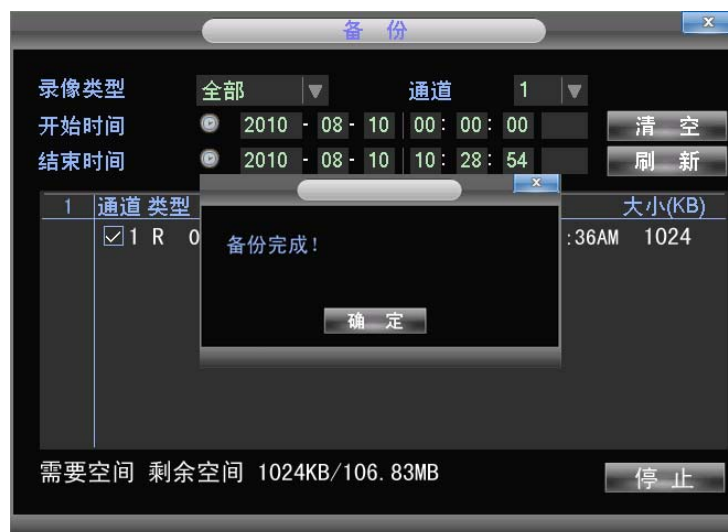 备 份
录像类型 全部 通道 1
开始时间 2010 - 08 - 10 00: 00: 00 清 空
结束时间 2010 - 08 - 10 10: 28: 54 刷 新
1 通道 类型 大小(KB)
1 R 0 :36AM 1024
备份完成!
确 定
需要空间 剩余空间 1024KB/106.83MB 停 止